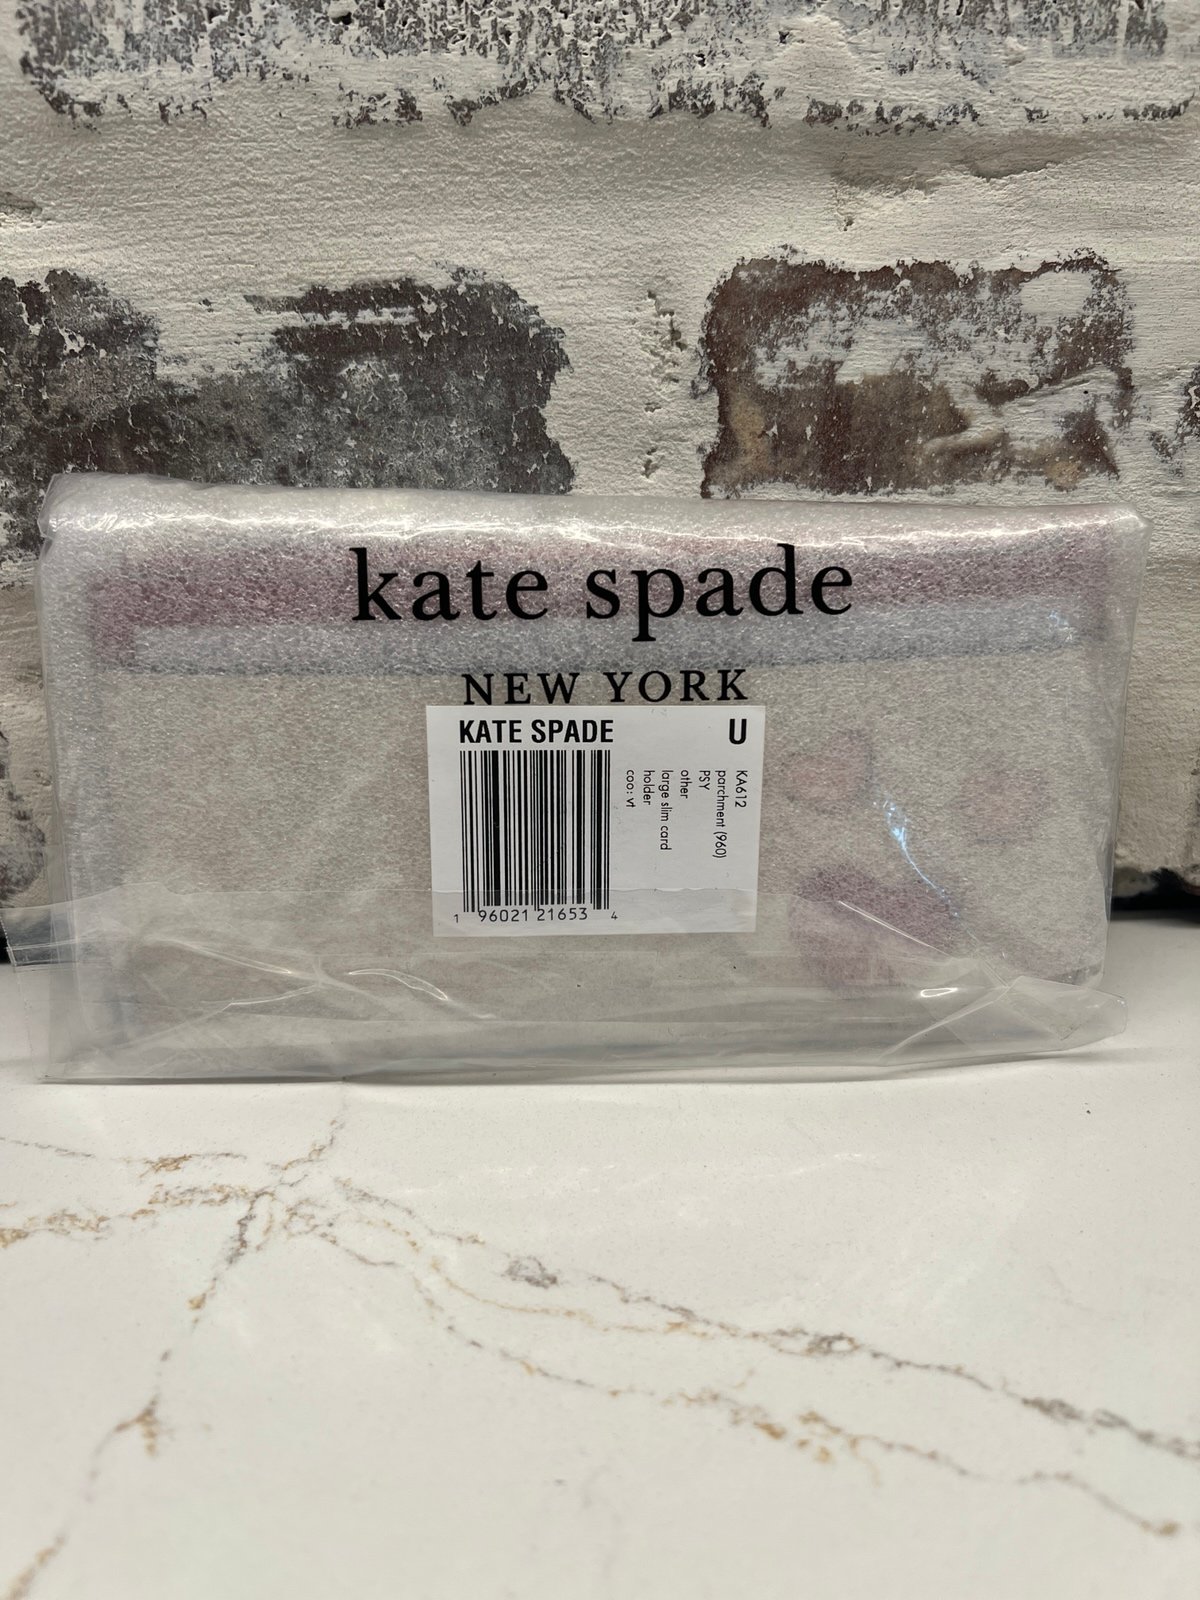 kate spade
NEW YORK
KATE SPADE
U
KA612
parchment (960)
PSY
other
large slim card
holder
coo: vt
1 96021 21653 4